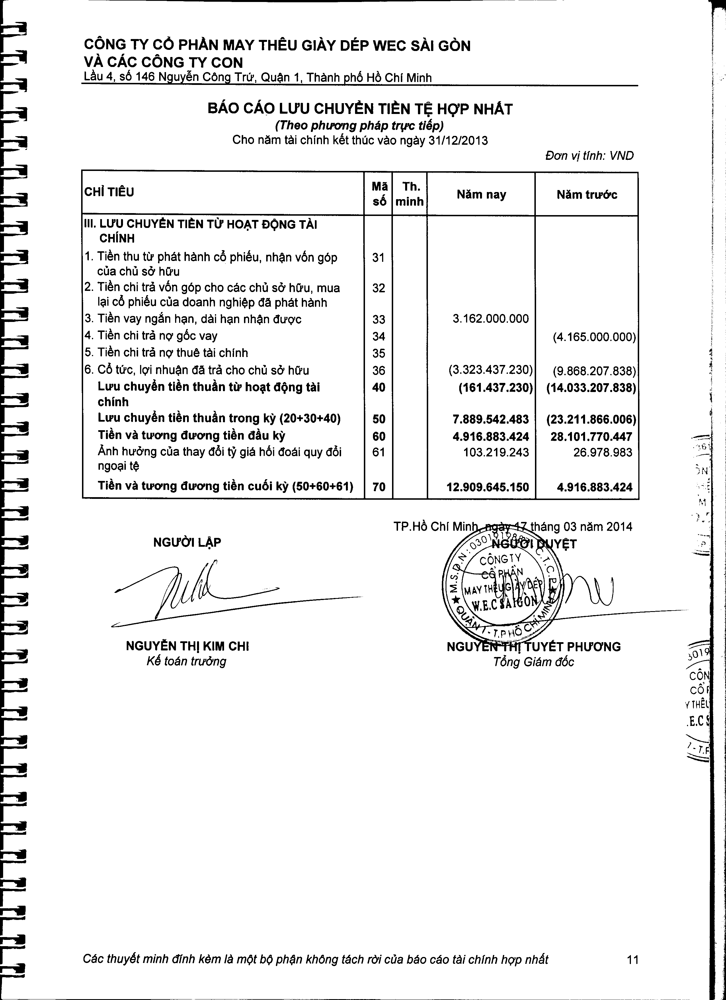 CÔNG TY CỔ PHẦN MAY THÊU GIÀY DÉP WEC SÀI GÒN
VÀ CÁC CÔNG TY CON
Lầu 4, số 146 Nguyễn Công Trứ, Quận 1, Thành phố Hồ Chí Minh
BÁO CÁO LƯU CHUYỂN TIỀN TỆ HỢP NHẤT
(Theo phương pháp trực tiếp)
Cho năm tài chính kết thúc vào ngày 31/12/2013
Đơn vị tính: VND
CHỈ TIÊU Mã số Th. minh Năm nay Năm trước
III. LƯU CHUYỂN TIỀN TỪ HOẠT ĐỘNG TÀI
CHÍNH
1. Tiền thu từ phát hành cổ phiếu, nhận vốn góp 31
của chủ sở hữu
2. Tiền chi trả vốn góp cho các chủ sở hữu, mua 32
lại cổ phiếu của doanh nghiệp đã phát hành
3. Tiền vay ngắn hạn, dài hạn nhận được 33 3.162.000.000
4. Tiền chi trả nợ gốc vay 34 (4.165.000.000)
5. Tiền chi trả nợ thuê tài chính 35
6. Cổ tức, lợi nhuận đã trả cho chủ sở hữu 36 (3.323.437.230) (9.868.207.838)
Lưu chuyển tiền thuần từ hoạt động tài 40 (161.437.230) (14.033.207.838)
chính
Lưu chuyển tiền thuần trong kỳ (20+30+40) 50 7.889.542.483 (23.211.866.006)
Tiền và tương đương tiền đầu kỳ 60 4.916.883.424 28.101.770.447
Ảnh hưởng của thay đổi tỷ giá hối đoái quy đổi 61 103.219.243 26.978.983
ngoại tệ
Tiền và tương đương tiền cuối kỳ (50+60+61) 70 12.909.645.150 4.916.883.424
TP.Hồ Chí Minh, ngày 17 tháng 03 năm 2014
NGƯỜI LẬP NGƯỜI DUYỆT
M.S.D.N: C.T.C.P
CÔNG TY
CỔ PHẦN
MAY THÊU GIÀY DÉP
W.E.C SÀI GÒN
QUẬN 1 - T.P HỒ CHÍ MINH
NGUYỄN THỊ KIM CHI NGUYỄN THỊ TUYẾT PHƯƠNG
Kế toán trưởng Tổng Giám đốc
Các thuyết minh đính kèm là một bộ phận không tách rời của báo cáo tài chính hợp nhất 11